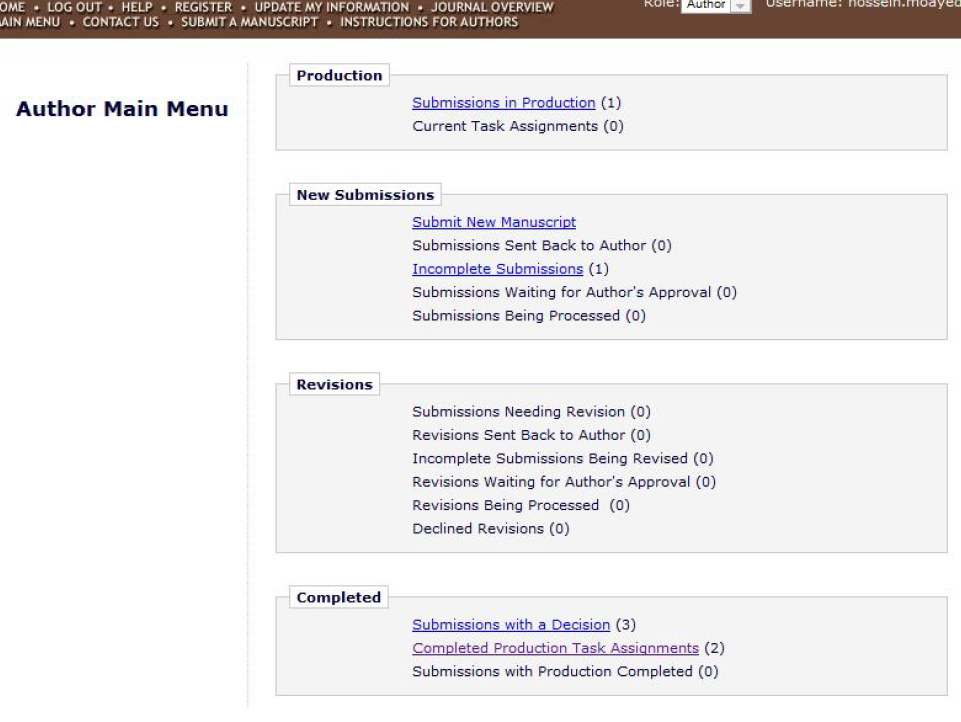 OME • LOG OUT • HELP • REGISTER • UPDATE MY INFORMATION • JOURNAL OVERVIEW
AIN MENU • CONTACT US • SUBMIT A MANUSCRIPT • INSTRUCTIONS FOR AUTHORS
Role: Author Username: hossein.moayed
Author Main Menu
Production
Submissions in Production (1)
Current Task Assignments (0)
New Submissions
Submit New Manuscript
Submissions Sent Back to Author (0)
Incomplete Submissions (1)
Submissions Waiting for Author's Approval (0)
Submissions Being Processed (0)
Revisions
Submissions Needing Revision (0)
Revisions Sent Back to Author (0)
Incomplete Submissions Being Revised (0)
Revisions Waiting for Author's Approval (0)
Revisions Being Processed (0)
Declined Revisions (0)
Completed
Submissions with a Decision (3)
Completed Production Task Assignments (2)
Submissions with Production Completed (0)